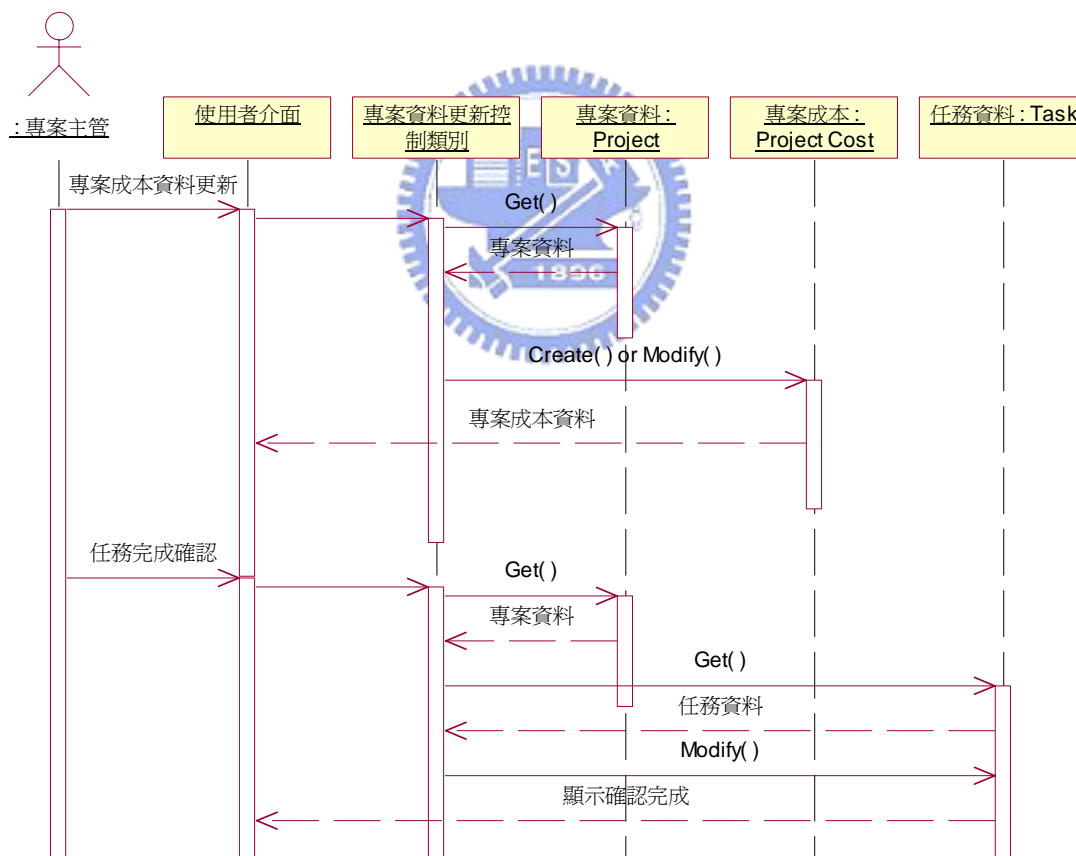 : 專案主管
使用者介面
專案資料更新控
制類別
專案資料 :
Project
專案成本 :
Project Cost
任務資料 : Task
專案成本資料更新
Get( )
專案資料
1896
Create( ) or Modify( )
專案成本資料
任務完成確認
Get( )
專案資料
Get( )
任務資料
Modify( )
顯示確認完成